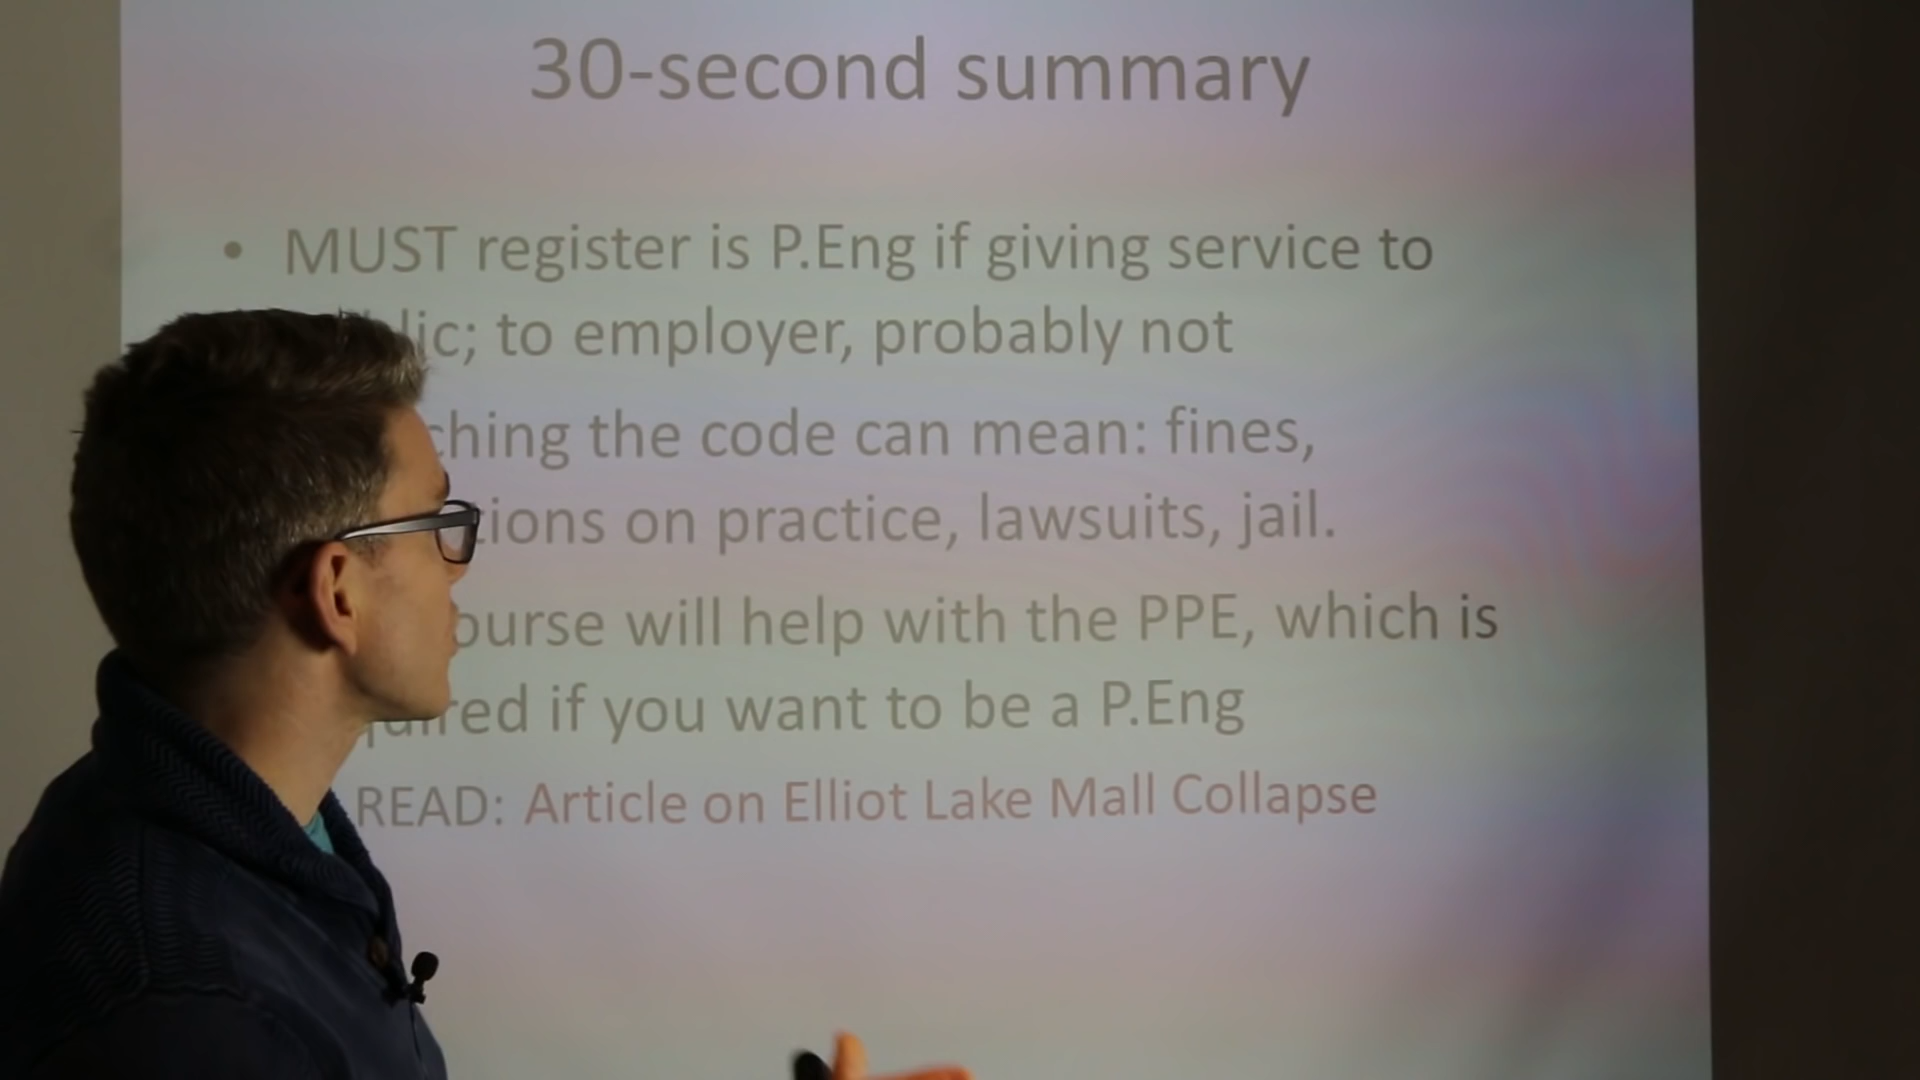 30-second summary
• MUST register is P.Eng if giving service to
lic; to employer, probably not
ching the code can mean: fines,
tions on practice, lawsuits, jail.
ourse will help with the PPE, which is
quired if you want to be a P.Eng
READ: Article on Elliot Lake Mall Collapse